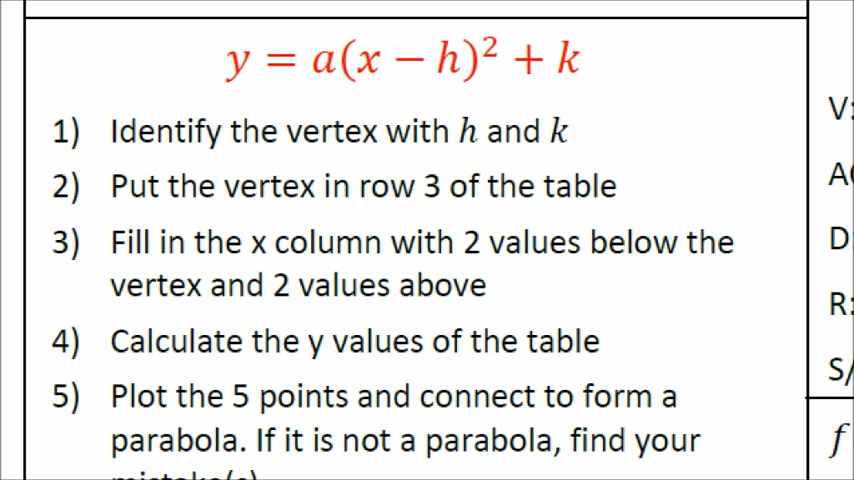 y = a(x − h)² + k
1) Identify the vertex with h and k
2) Put the vertex in row 3 of the table
3) Fill in the x column with 2 values below the
vertex and 2 values above
4) Calculate the y values of the table
5) Plot the 5 points and connect to form a
parabola. If it is not a parabola, find your
mistake(s)
V:
A
D
R:
S/
f